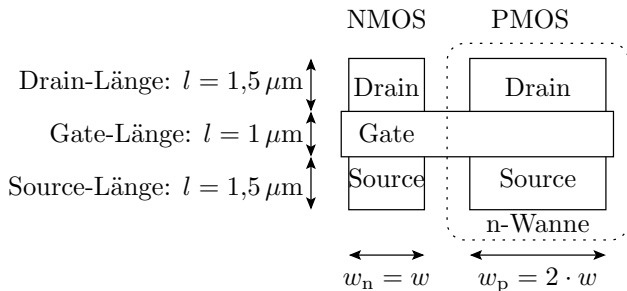 NMOS PMOS
Drain-Länge: l = 1,5 µm Drain Drain
Gate-Länge: l = 1 µm Gate
Source-Länge: l = 1,5 µm Source Source
n-Wanne
wₙ = w wₚ = 2 · w